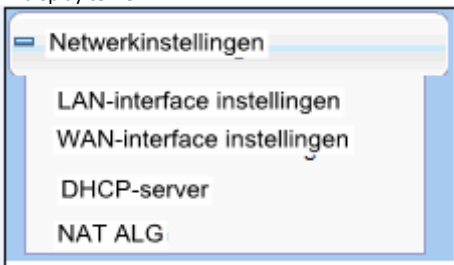 Netwerkinstellingen
LAN-interface instellingen
WAN-interface instellingen
DHCP-server
NAT ALG